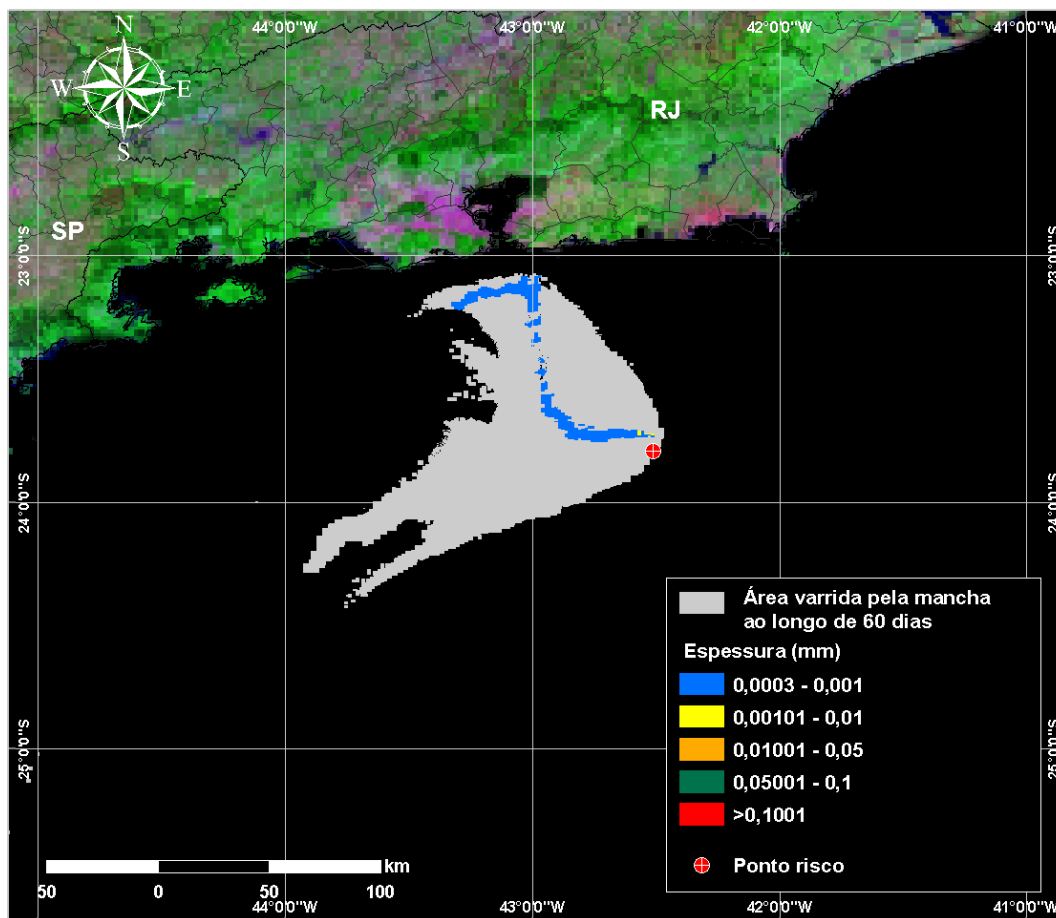 44°0'0"W 43°0'0"W 42°0'0"W 41°0'0"W
N
W E
S
RJ
SP
23°0'0"S 23°0'0"S
24°0'0"S 24°0'0"S
25°0'0"S 25°0'0"S
Área varrida pela mancha
ao longo de 60 dias
Espessura (mm)
0,0003 - 0,001
0,00101 - 0,01
0,01001 - 0,05
0,05001 - 0,1
>0,1001
Ponto risco
km
50 0 50 100
44°0'0"W 43°0'0"W 42°0'0"W 41°0'0"W